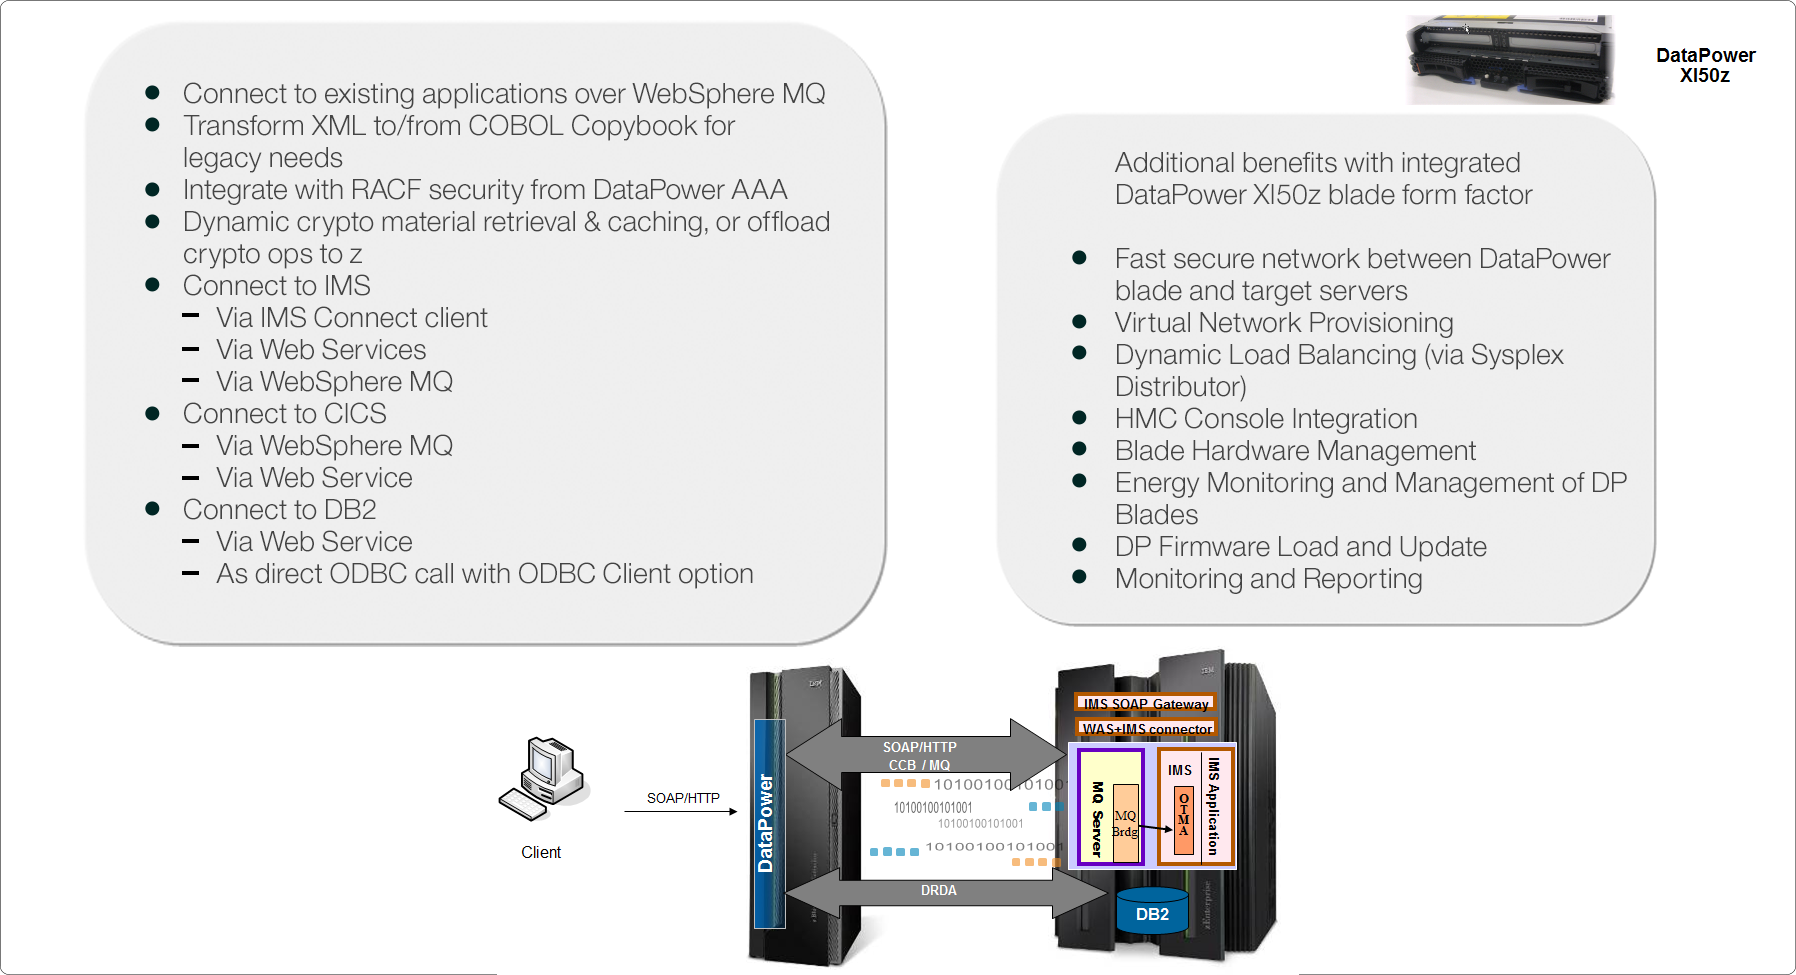 DataPower
XI50z
Connect to existing applications over WebSphere MQ
Transform XML to/from COBOL Copybook for
legacy needs
Integrate with RACF security from DataPower AAA
Dynamic crypto material retrieval & caching, or offload
crypto ops to z
Connect to IMS
– Via IMS Connect client
– Via Web Services
– Via WebSphere MQ
Connect to CICS
– Via WebSphere MQ
– Via Web Service
Connect to DB2
– Via Web Service
– As direct ODBC call with ODBC Client option
Additional benefits with integrated
DataPower XI50z blade form factor
Fast secure network between DataPower
blade and target servers
Virtual Network Provisioning
Dynamic Load Balancing (via Sysplex
Distributor)
HMC Console Integration
Blade Hardware Management
Energy Monitoring and Management of DP
Blades
DP Firmware Load and Update
Monitoring and Reporting
Client
SOAP/HTTP
DataPower
SOAP/HTTP
CCB / MQ
10100100101001
10100100101001
10100100101001
10100100101001
DRDA
IBM
IMS SOAP Gateway
WAS+IMS connector
MQ Server
MQ
Brdg
IMS
OTMA
IMS Application
DB2
zEnterprise